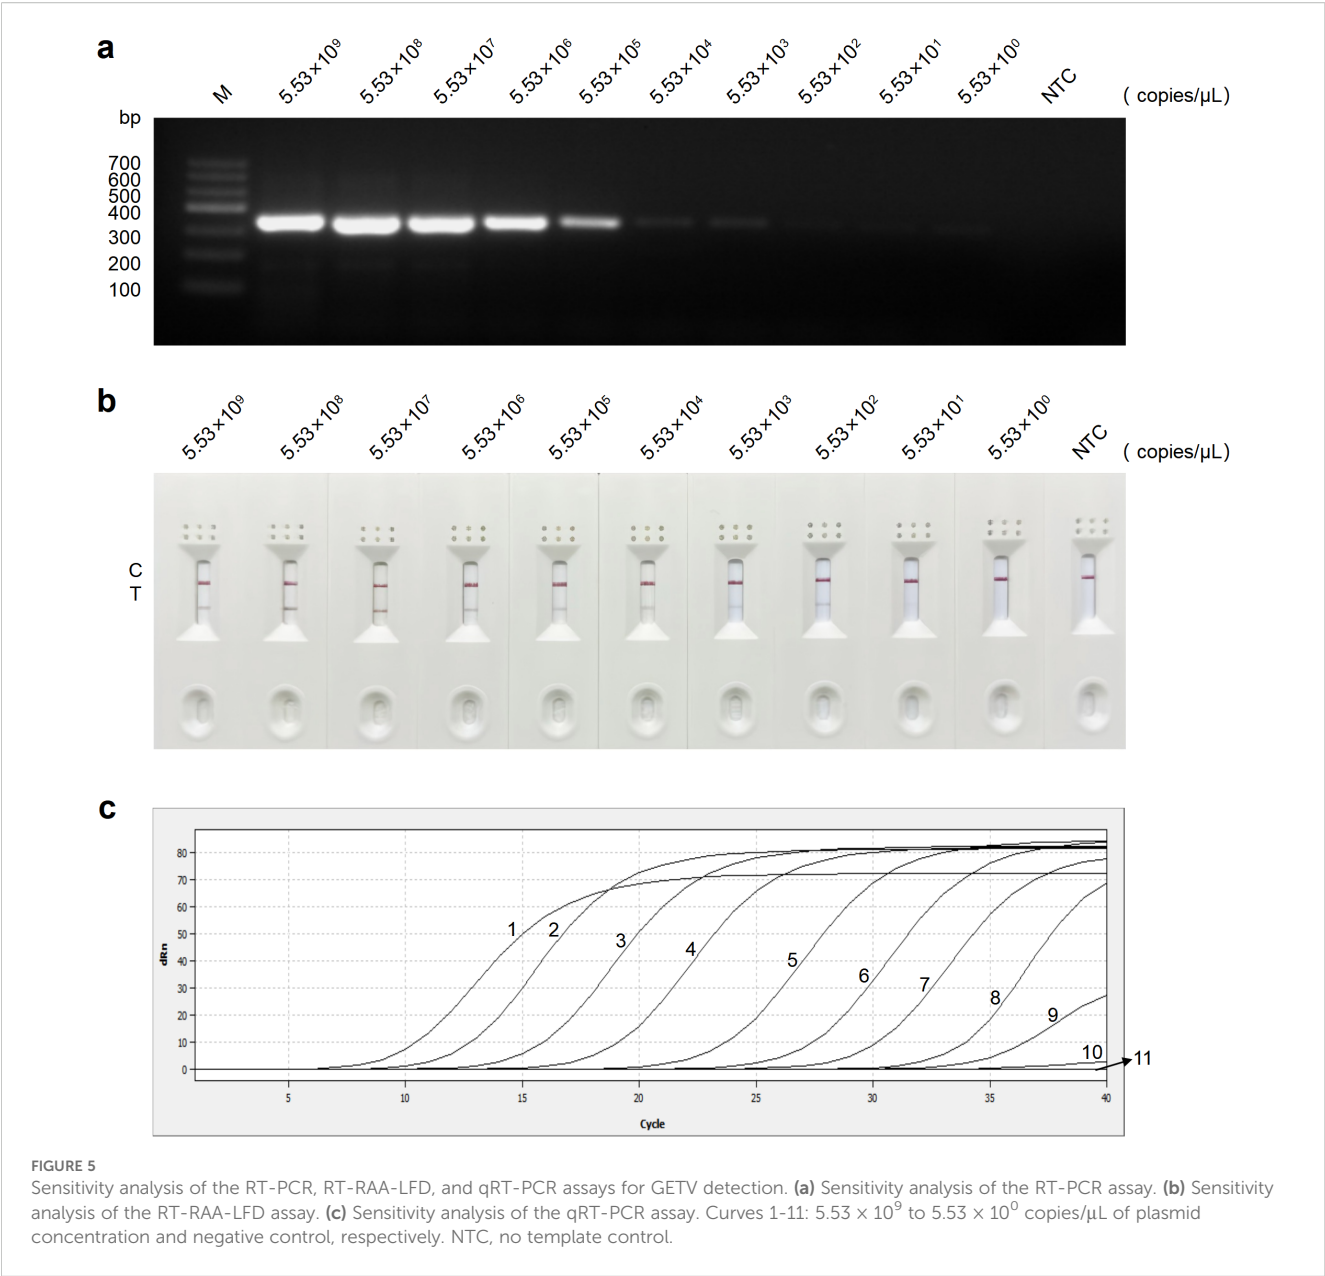 a
M 5.53×10⁹ 5.53×10⁸ 5.53×10⁷ 5.53×10⁶ 5.53×10⁵ 5.53×10⁴ 5.53×10³ 5.53×10² 5.53×10¹ 5.53×10⁰ NTC ( copies/μL)
bp
700
600
500
400
300
200
100
b
5.53×10⁹ 5.53×10⁸ 5.53×10⁷ 5.53×10⁶ 5.53×10⁵ 5.53×10⁴ 5.53×10³ 5.53×10² 5.53×10¹ 5.53×10⁰ NTC ( copies/μL)
C
T
c
80
70
60
50
40
30
20
10
0
dRn
1 2 3 4 5 6 7 8 9 10 11
5 10 15 20 25 30 35 40
Cycle
FIGURE 5
Sensitivity analysis of the RT-PCR, RT-RAA-LFD, and qRT-PCR assays for GETV detection. (a) Sensitivity analysis of the RT-PCR assay. (b) Sensitivity
analysis of the RT-RAA-LFD assay. (c) Sensitivity analysis of the qRT-PCR assay. Curves 1-11: 5.53 × 10⁹ to 5.53 × 10⁰ copies/μL of plasmid
concentration and negative control, respectively. NTC, no template control.